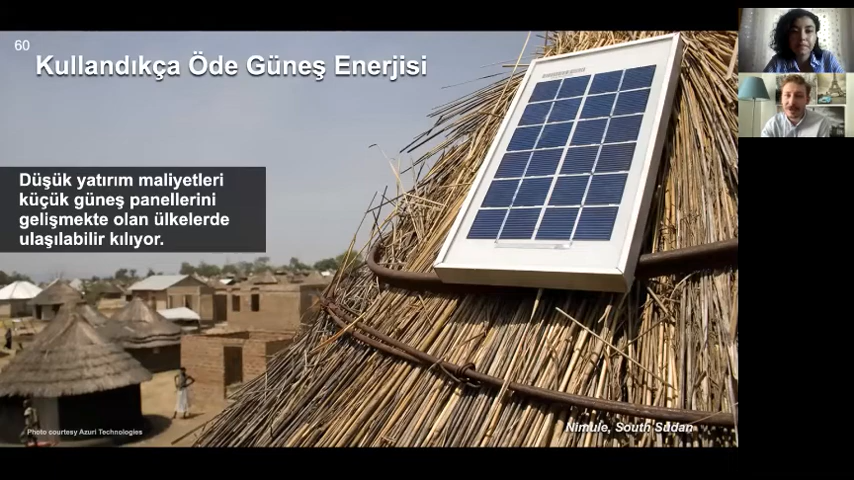 60
Kullandıkça Öde Güneş Enerjisi
Düşük yatırım maliyetleri
küçük güneş panellerini
gelişmekte olan ülkelerde
ulaşılabilir kılıyor.
Photo courtesy Azuri Technologies
Nimule, South Sudan